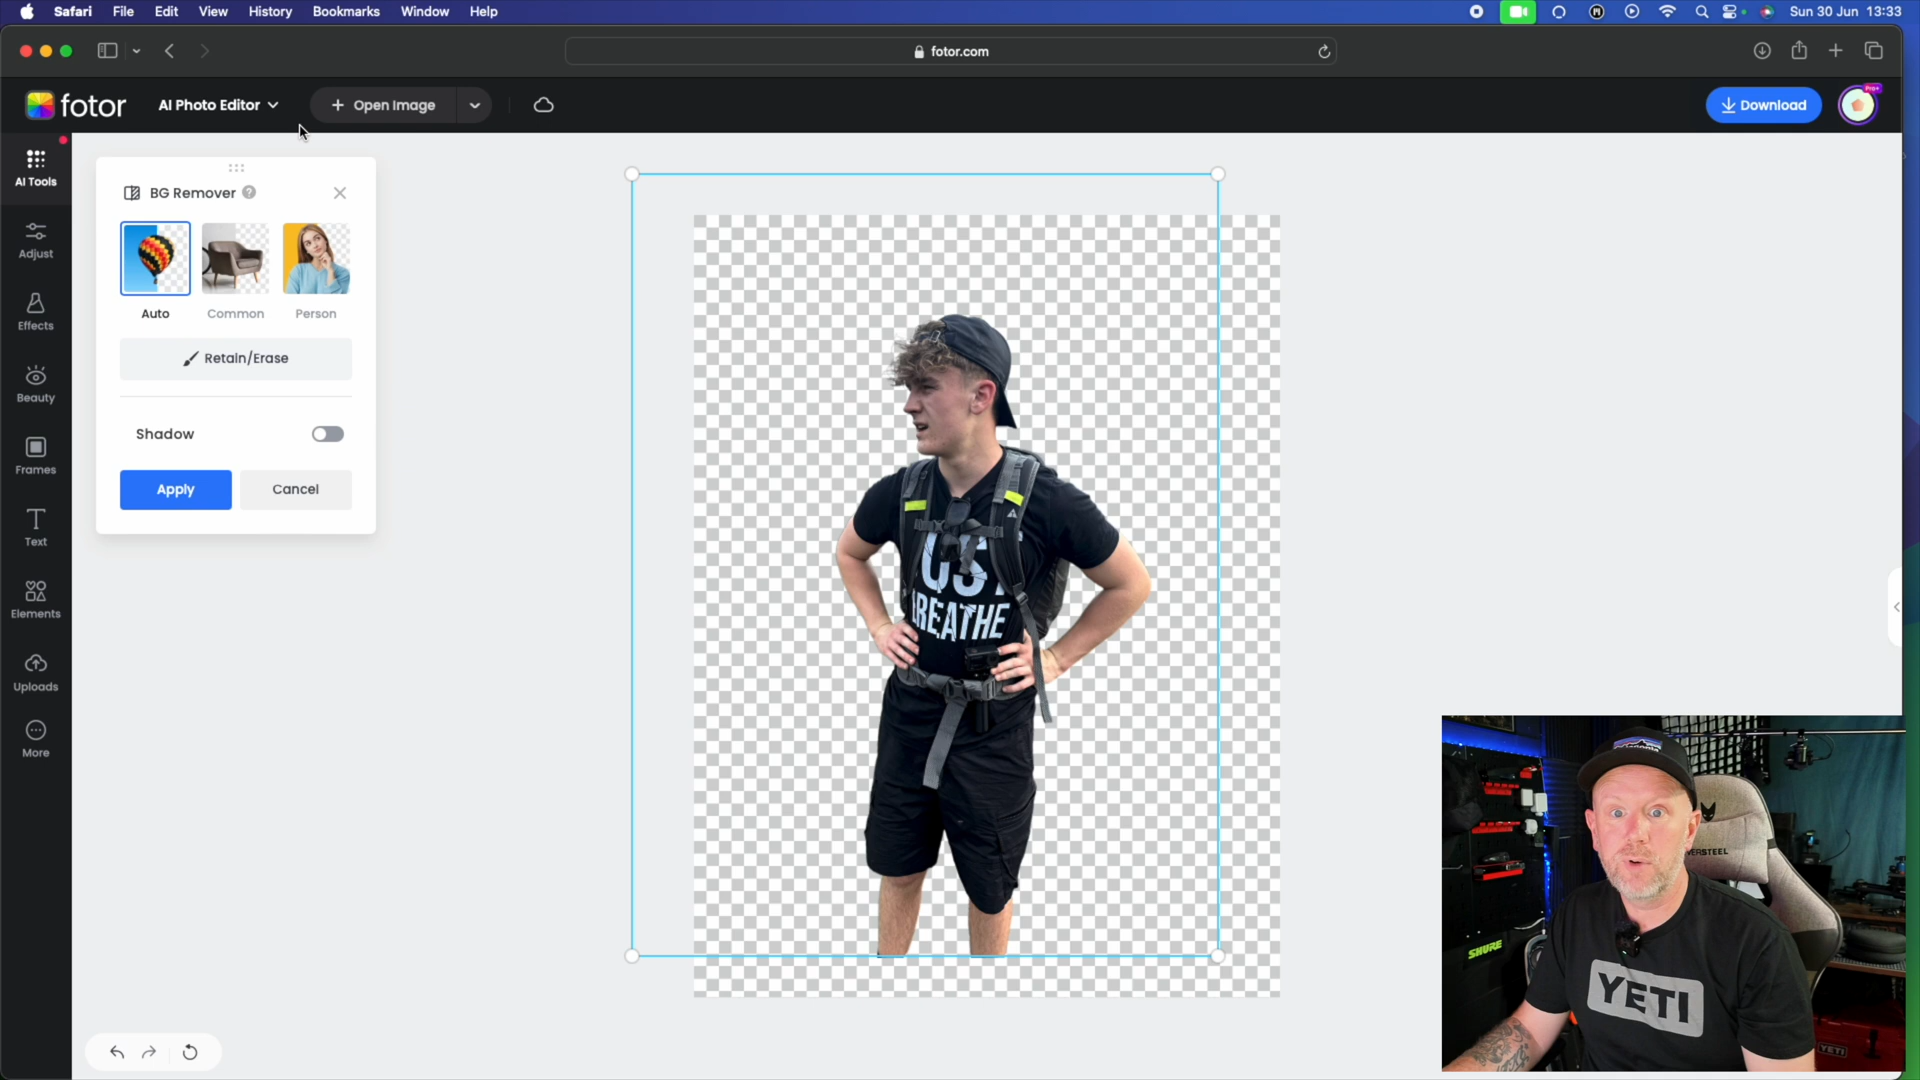 Safari File Edit View History Bookmarks Window Help
Sun 30 Jun 13:33
fotor.com
fotor
AI Photo Editor
+ Open Image
Download
Pro+
AI Tools
Adjust
Effects
Beauty
Frames
Text
Elements
Uploads
More
BG Remover
Auto Common Person
Retain/Erase
Shadow
Apply Cancel
BREATHE
SHURE
YETI
YETI